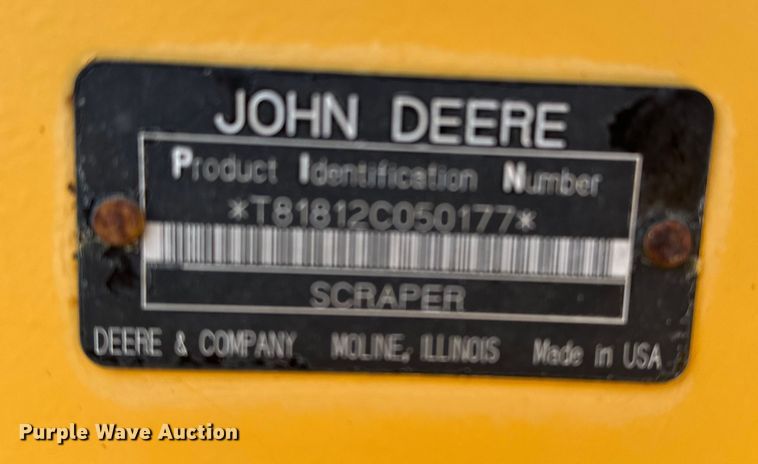 JOHN DEERE
Product Identification Number
*T81812C050177*
SCRAPER
DEERE & COMPANY MOLINE, ILLINOIS Made in USA
Purple Wave Auction